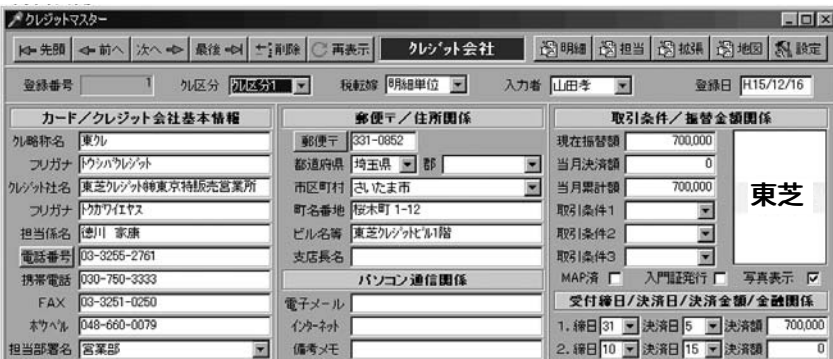 クレジットマスター
先頭 前へ 次へ 最後 削除 再表示 クレジット会社 明細 担当 拡張 地図 設定
登録番号 1 クレ区分 クレ区分1 税転嫁 明細単位 入力者 山田孝 登録日 H.15/12/16
カード/クレジット会社基本情報
クレ略称名 東クレ
フリガナ トウシバクレジット
クレジット社名 東芝クレジット㈱東京特販売営業所
フリガナ トクガワイエヤス
担当係名 徳川 家康
電話番号 03-3255-2761
携帯電話 030-750-3333
FAX 03-3251-0250
ポケベル 048-660-0079
担当部署名 営業部
郵便〒/住所関係
郵便〒 331-0852
都道府県 埼玉県 郡
市区町村 さいたま市
町名番地 桜木町 1-12
ビル名等 東芝クレジットビル1階
支店長名
パソコン通信関係
電子メール
インターネット
備考メモ
取引条件/振替金額関係
現在振替額 700,000
当月決済額 0
当月累計額 700,000
取引条件1
取引条件2
取引条件3
東芝
MAP済 入門証発行 写真表示
受付締日/決済日/決済金額/金融関係
1.締日 31 決済日 5 決済額 700,000
2.締日 10 決済日 15 決済額 0